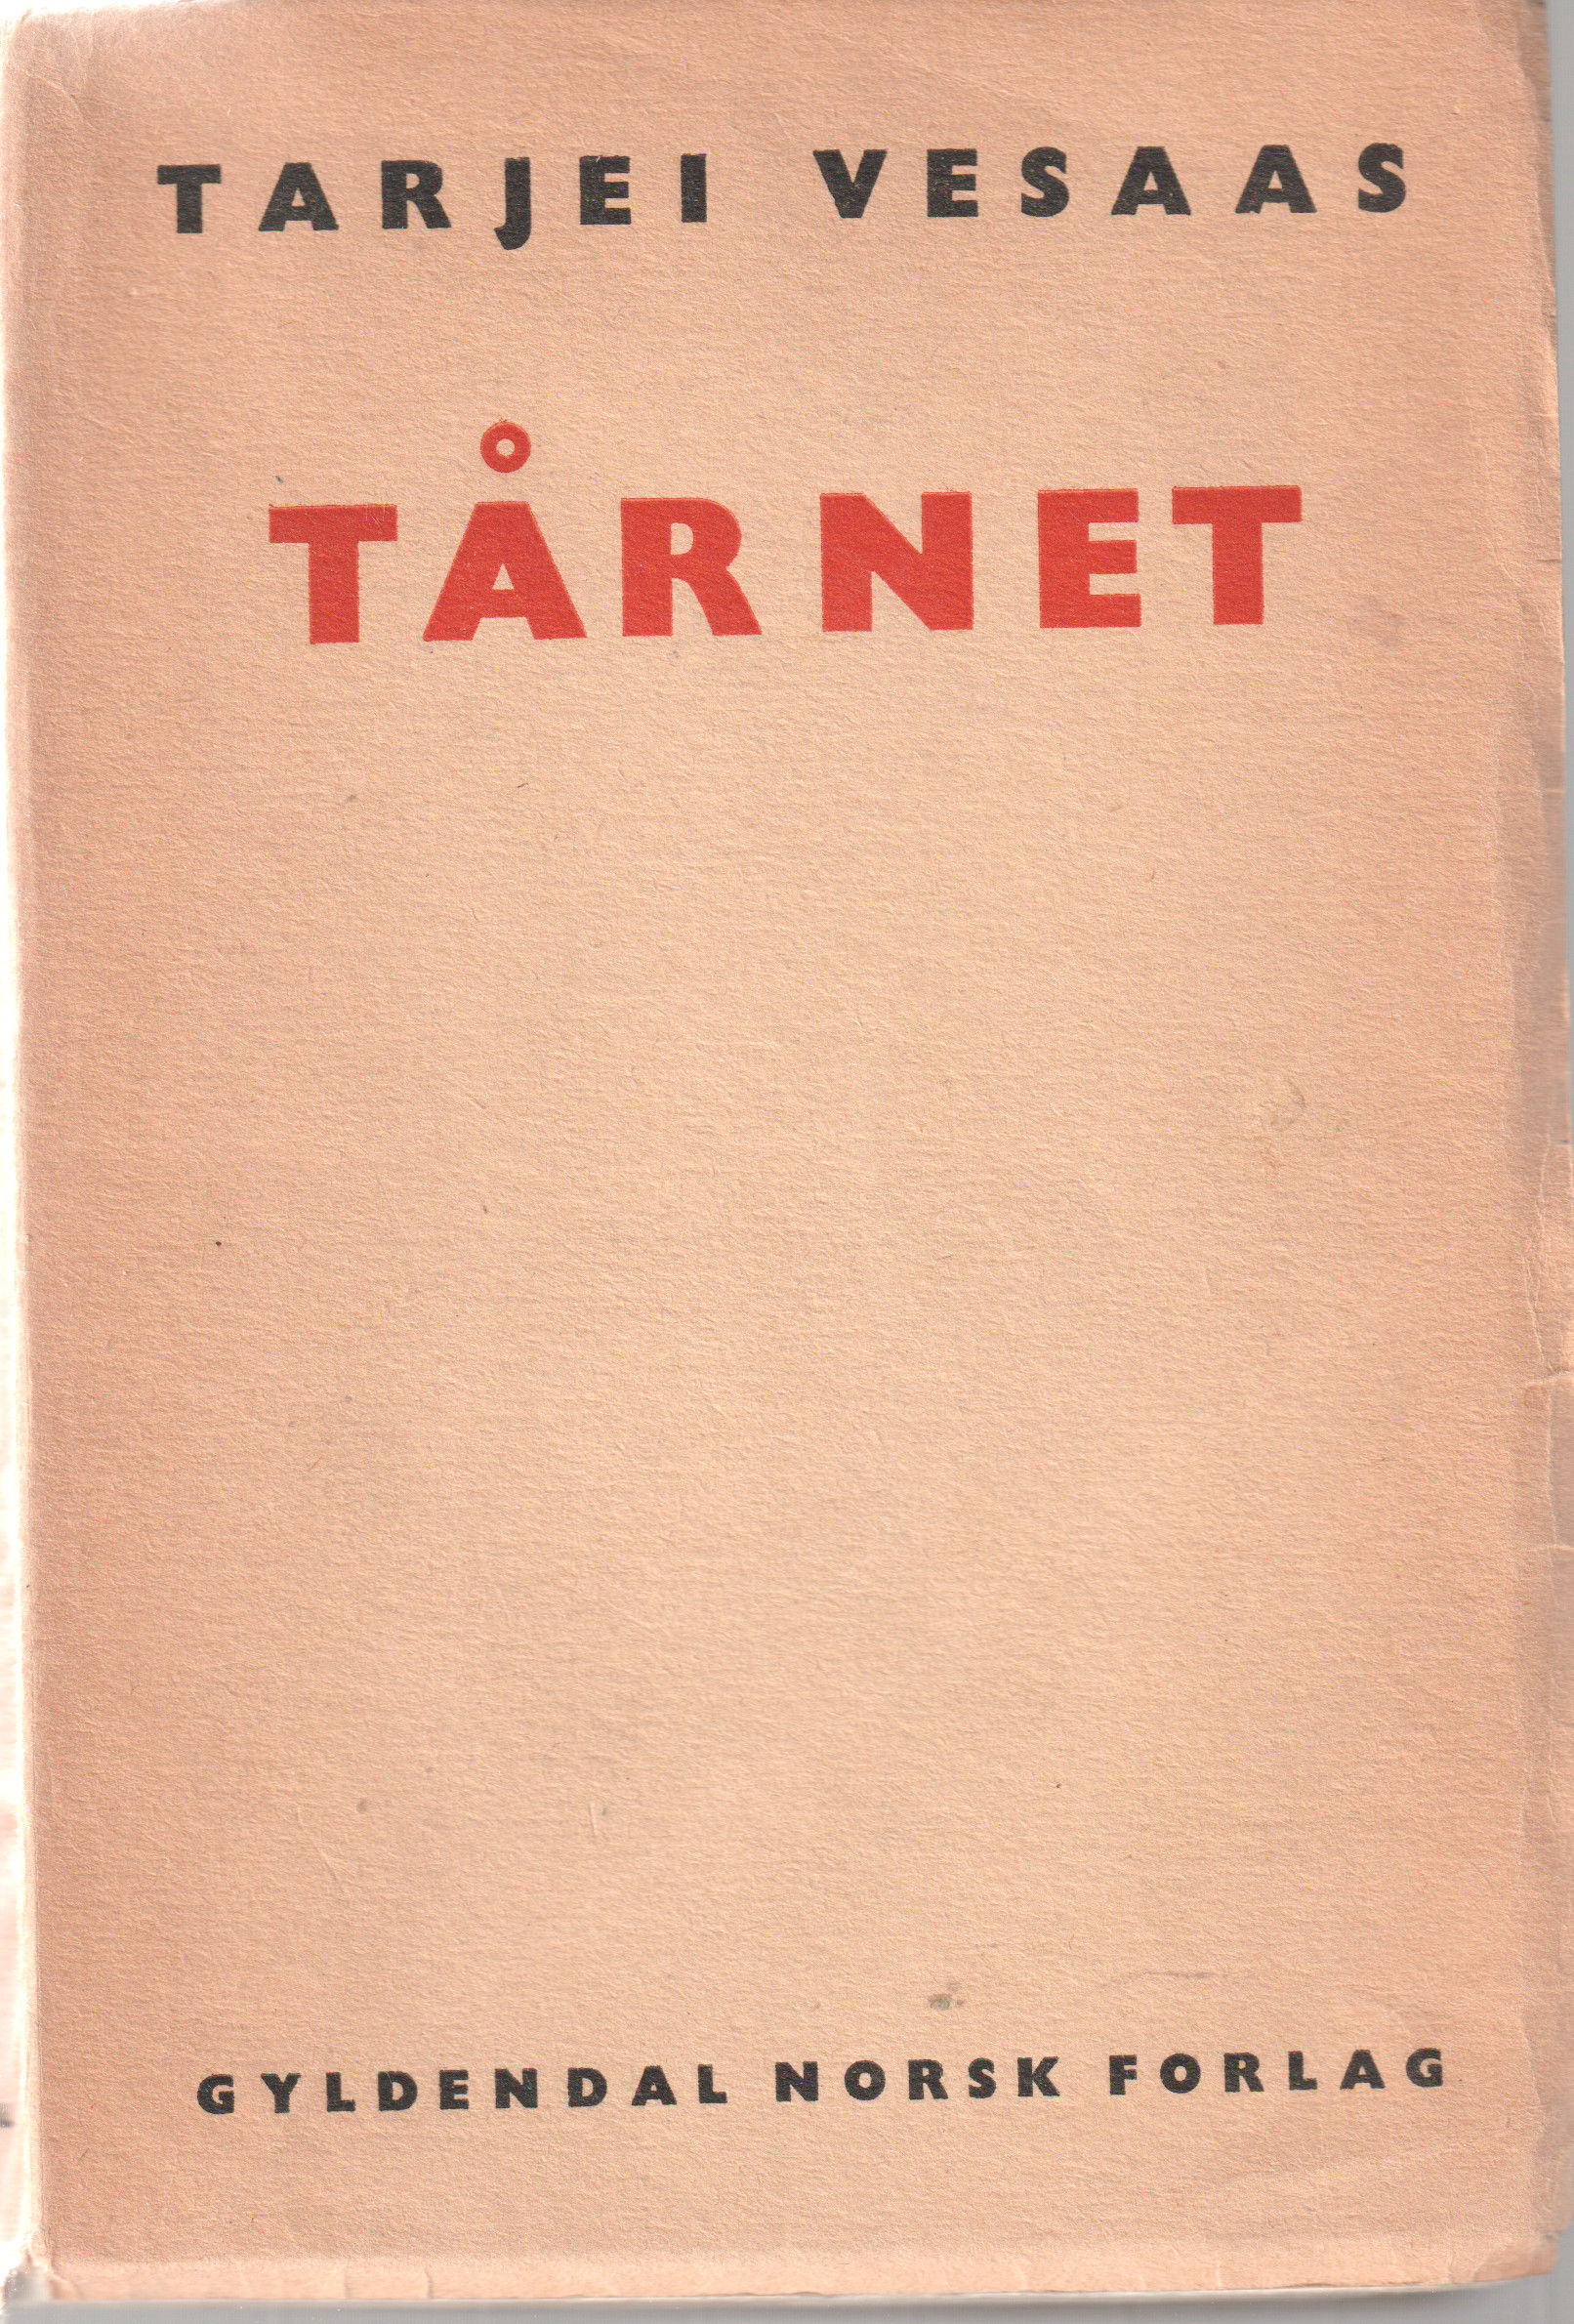 TARJEI VESAAS
TÅRNET
GYLDENDAL NORSK FORLAG